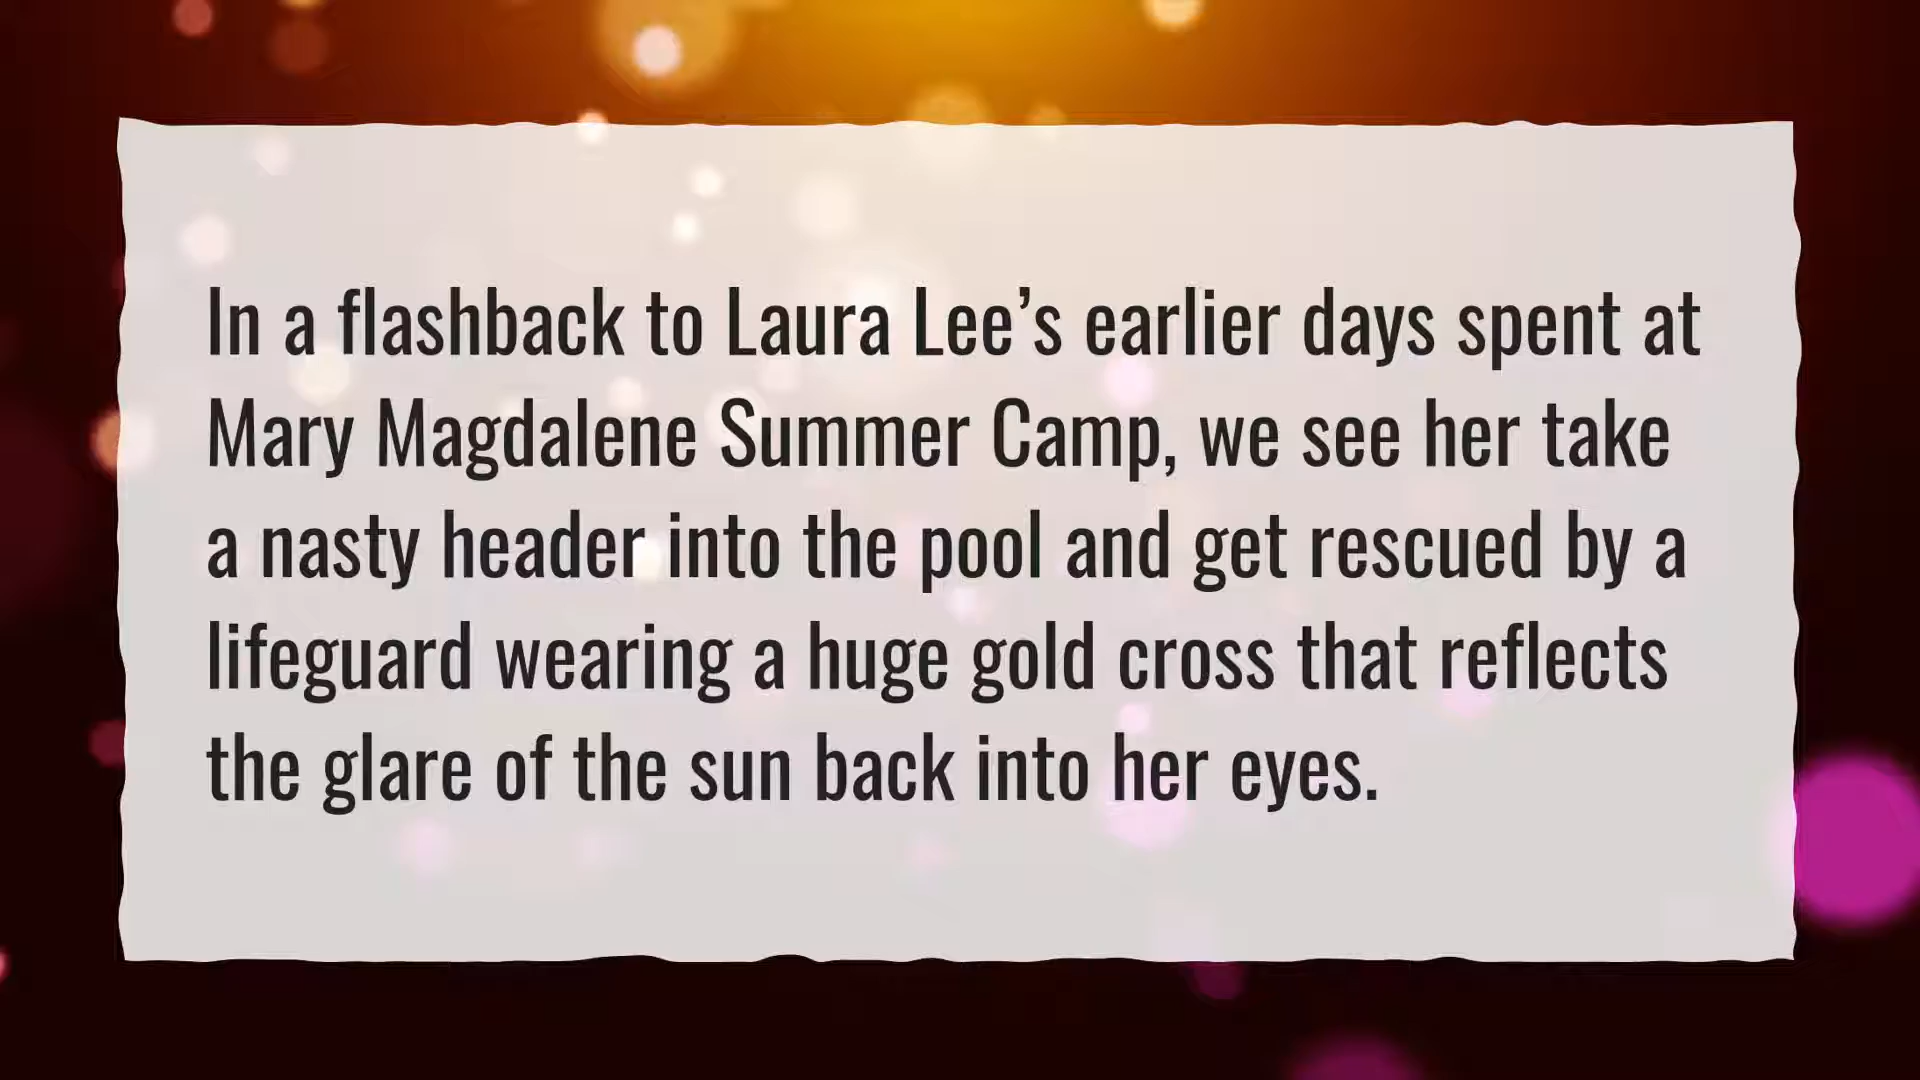 In a flashback to Laura Lee’s earlier days spent at
Mary Magdalene Summer Camp, we see her take
a nasty header into the pool and get rescued by a
lifeguard wearing a huge gold cross that reflects
the glare of the sun back into her eyes.